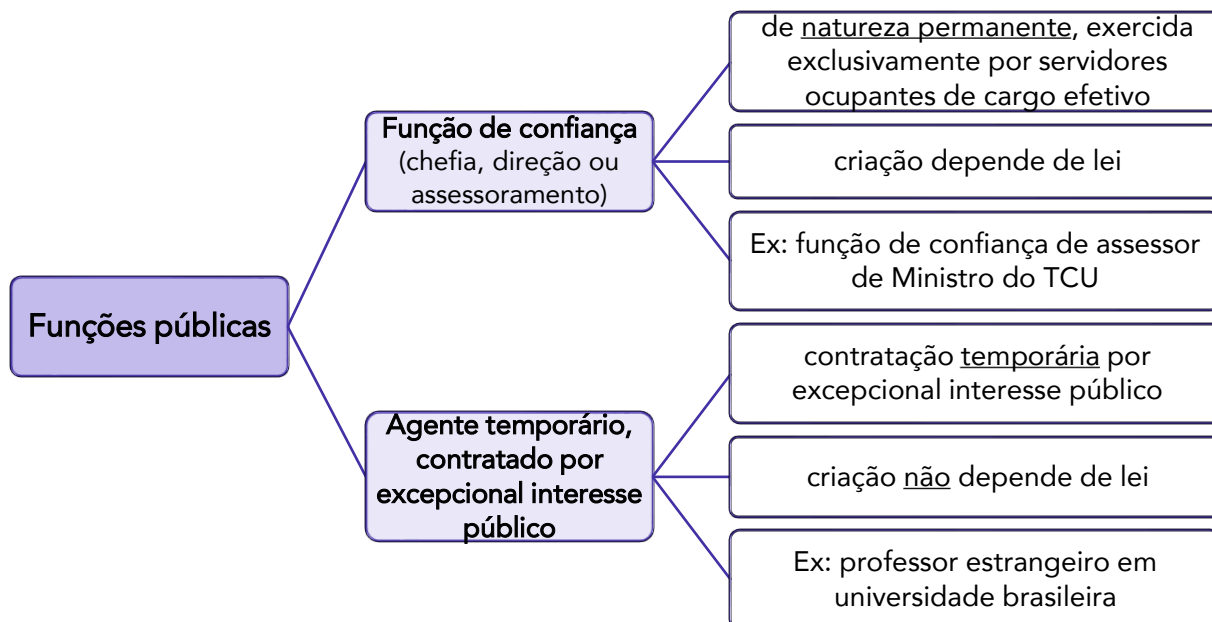 Funções públicas
Função de confiança
(chefia, direção ou
assessoramento)
de natureza permanente, exercida
exclusivamente por servidores
ocupantes de cargo efetivo
criação depende de lei
Ex: função de confiança de assessor
de Ministro do TCU
Agente temporário,
contratado por
excepcional interesse
público
contratação temporária por
excepcional interesse público
criação não depende de lei
Ex: professor estrangeiro em
universidade brasileira